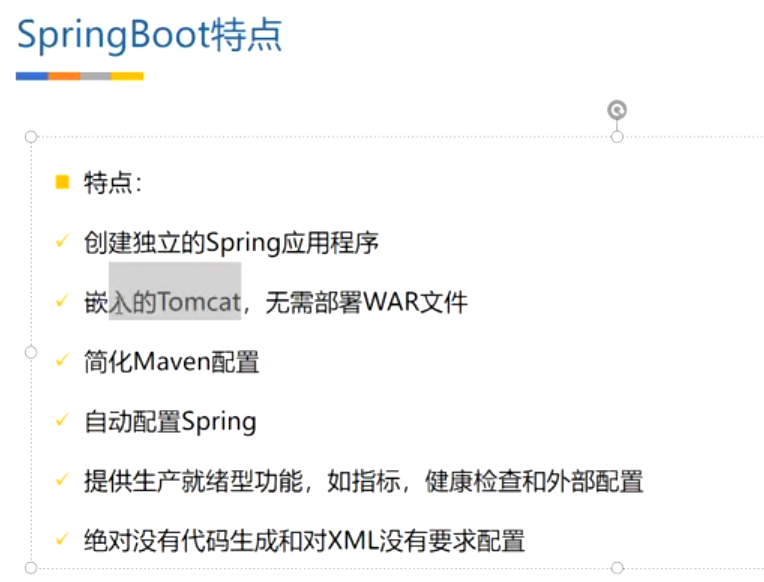 SpringBoot特点
特点：
创建独立的Spring应用程序
嵌入的Tomcat，无需部署WAR文件
简化Maven配置
自动配置Spring
提供生产就绪型功能，如指标，健康检查和外部配置
绝对没有代码生成和对XML没有要求配置